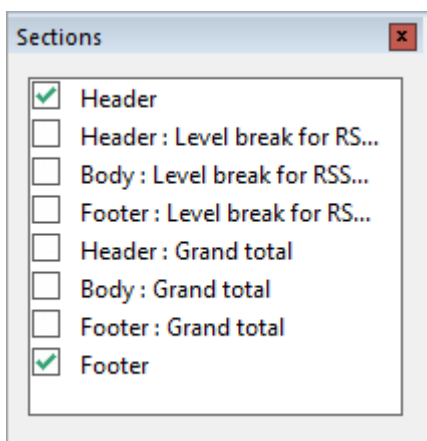 Sections
x
Header
Header : Level break for RS...
Body : Level break for RSS...
Footer : Level break for RS...
Header : Grand total
Body : Grand total
Footer : Grand total
Footer